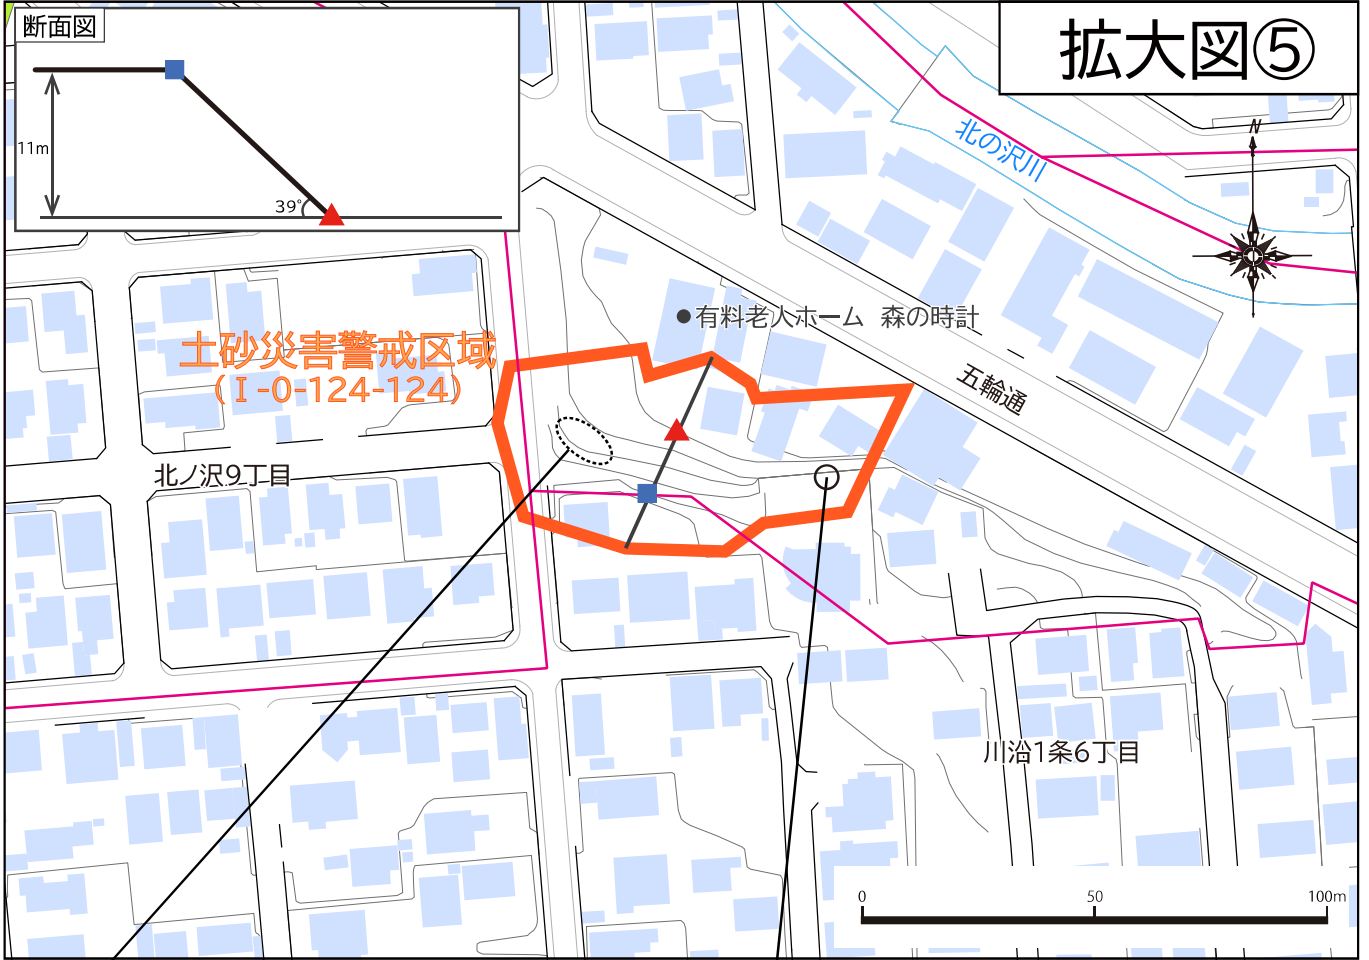 断面図
11m
39°
拡大図⑤
北の沢川
N
●有料老人ホーム　森の時計
土砂災害警戒区域
（Ⅰ-0-124-124）
五輪通
北ノ沢9丁目
川沿1条6丁目
0 50 100m